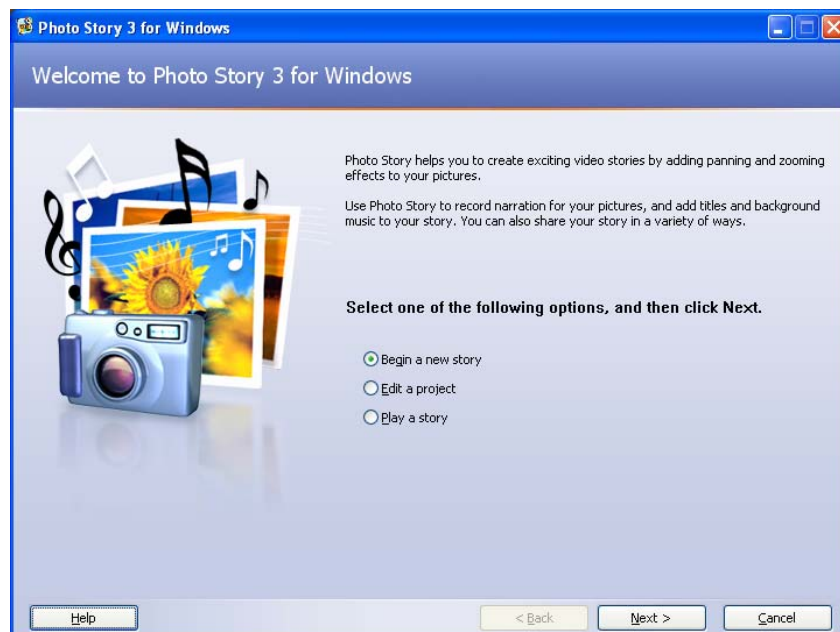 Photo Story 3 for Windows
Welcome to Photo Story 3 for Windows
Photo Story helps you to create exciting video stories by adding panning and zooming
effects to your pictures.
Use Photo Story to record narration for your pictures, and add titles and background
music to your story. You can also share your story in a variety of ways.
Select one of the following options, and then click Next.
Begin a new story
Edit a project
Play a story
Help
< Back
Next >
Cancel